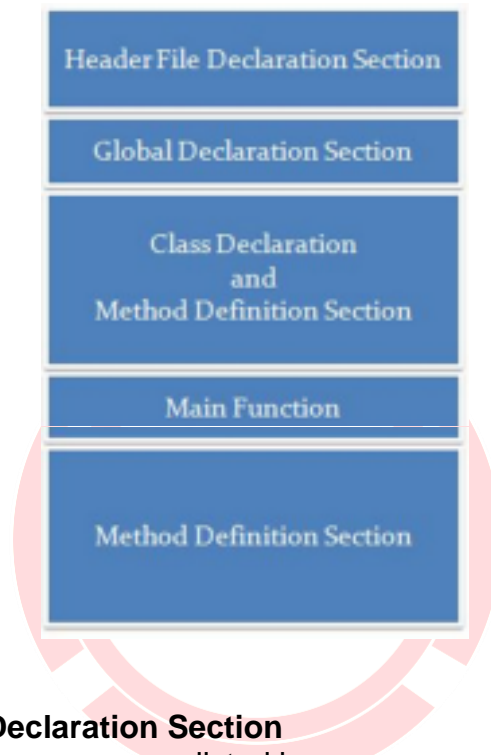 Header File Declaration Section
Global Declaration Section
Class Declaration
and
Method Definition Section
Main Function
Method Definition Section
Declaration Section